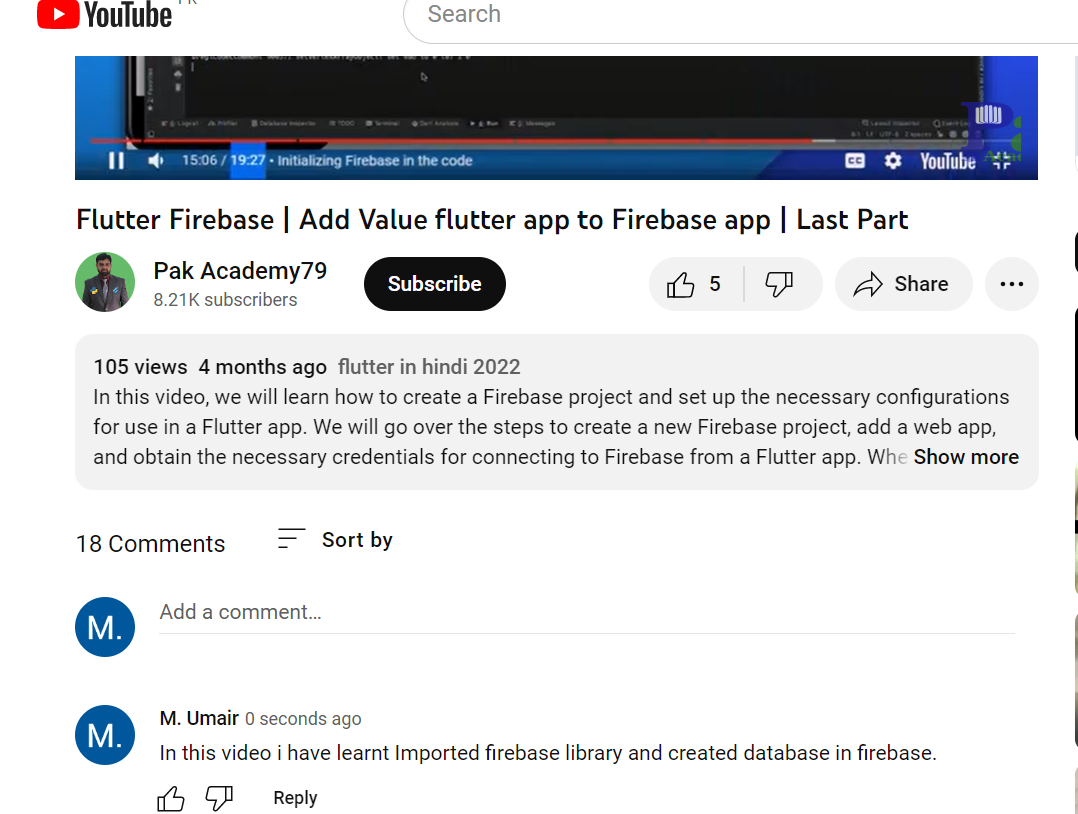 YouTube
Search
15:06 / 19:27 • Initializing Firebase in the code
CC
YouTube
Flutter Firebase | Add Value flutter app to Firebase app | Last Part
Pak Academy79
8.21K subscribers
Subscribe
5
Share
105 views 4 months ago flutter in hindi 2022
In this video, we will learn how to create a Firebase project and set up the necessary configurations
for use in a Flutter app. We will go over the steps to create a new Firebase project, add a web app,
and obtain the necessary credentials for connecting to Firebase from a Flutter app. Whe Show more
18 Comments
Sort by
M.
Add a comment...
M.
M. Umair 0 seconds ago
In this video i have learnt Imported firebase library and created database in firebase.
Reply